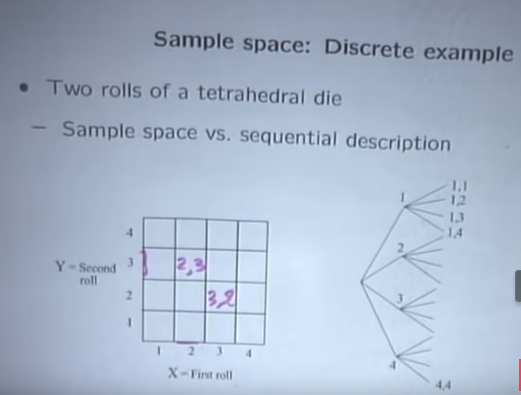 Sample space: Discrete example
• Two rolls of a tetrahedral die
– Sample space vs. sequential description
4
Y = Second 3
roll
2
1
1 2 3 4
X = First roll
2,3
3,2
1
2
3
4
1,1
1,2
1,3
1,4
4,4